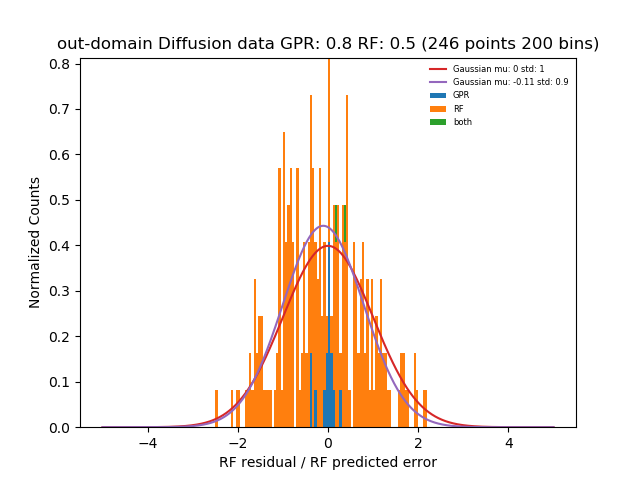 out-domain Diffusion data GPR: 0.8 RF: 0.5 (246 points 200 bins)
Gaussian mu: 0 std: 1
Gaussian mu: -0.11 std: 0.9
GPR
RF
both
Normalized Counts
0.8
0.7
0.6
0.5
0.4
0.3
0.2
0.1
0.0
−4
−2
0
2
4
RF residual / RF predicted error